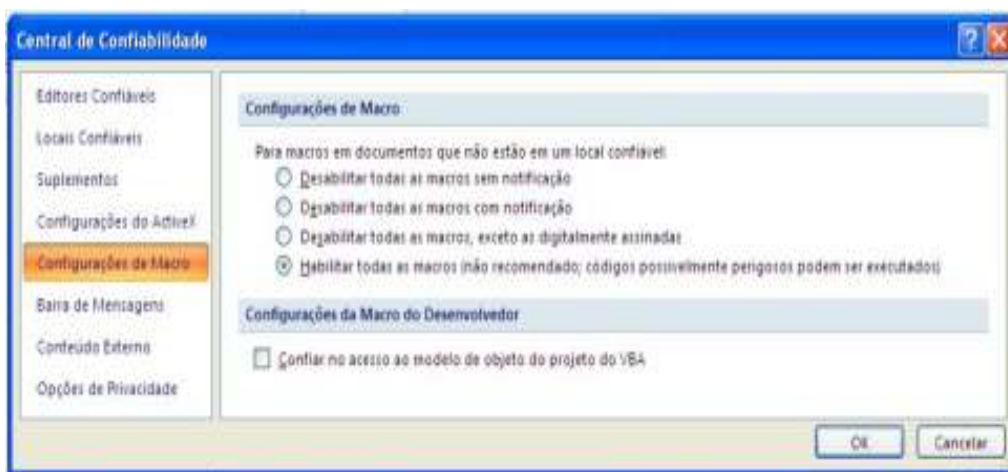 Central de Confiabilidade
Editores Confiáveis
Locais Confiáveis
Suplementos
Configurações do ActiveX
Configurações de Macro
Barra de Mensagens
Conteúdo Externo
Opções de Privacidade
Configurações de Macro
Para macros em documentos que não estão em um local confiável:
Desabilitar todas as macros sem notificação
Desabilitar todas as macros com notificação
Desabilitar todas as macros, exceto as digitalmente assinadas
Habilitar todas as macros (não recomendado; códigos possivelmente perigosos podem ser executados)
Configurações da Macro do Desenvolvedor
Confiar no acesso ao modelo de objeto do projeto do VBA
OK
Cancelar